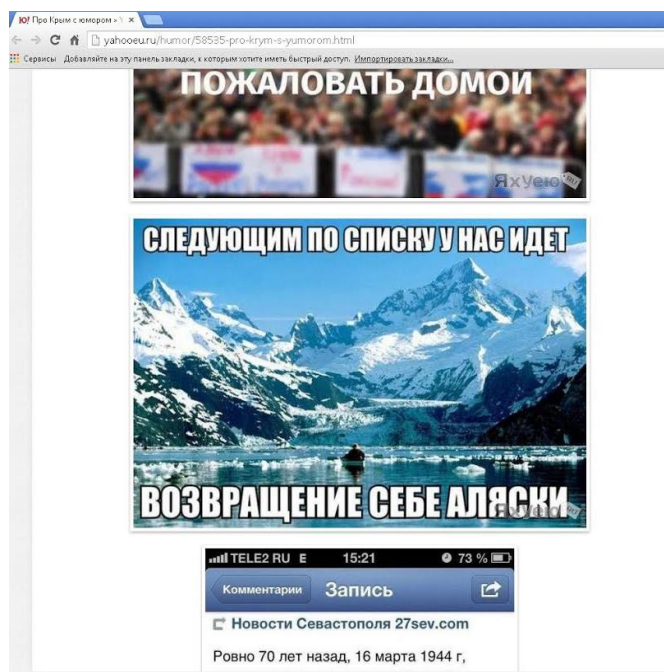 Ю! Про Крым с юмором » Y
yahooeu.ru/humor/58535-pro-krym-s-yumorom.html
Сервисы Добавляйте на эту панель закладки, к которым хотите иметь быстрый доступ. Импортировать закладки...
ПОЖАЛОВАТЬ ДОМОЙ
ЯхУею
СЛЕДУЮЩИМ ПО СПИСКУ У НАС ИДЕТ
ВОЗВРАЩЕНИЕ СЕБЕ АЛЯСКИ
TELE2 RU E 15:21 73 %
Комментарии Запись
Новости Севастополя 27sev.com
Ровно 70 лет назад, 16 марта 1944 г,